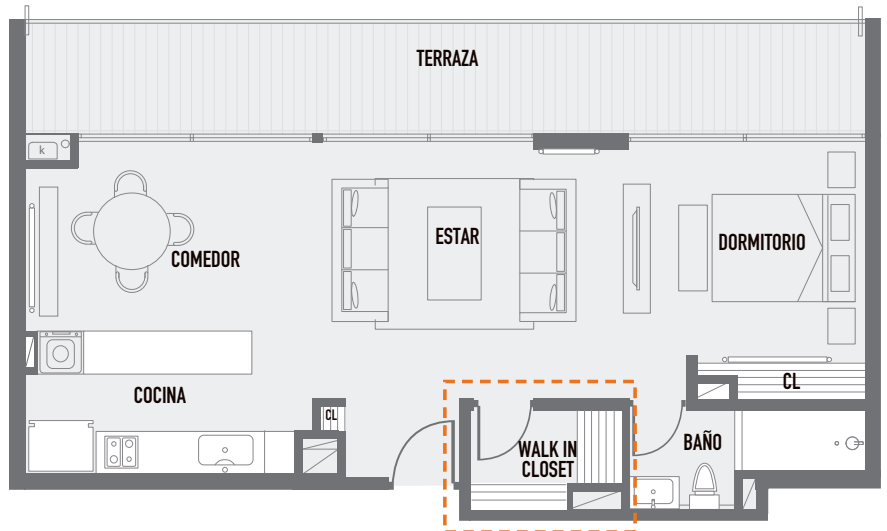 TERRAZA
k
ESTAR
DORMITORIO
COMEDOR
CL
COCINA
CL
BAÑO
WALK IN
CLOSET